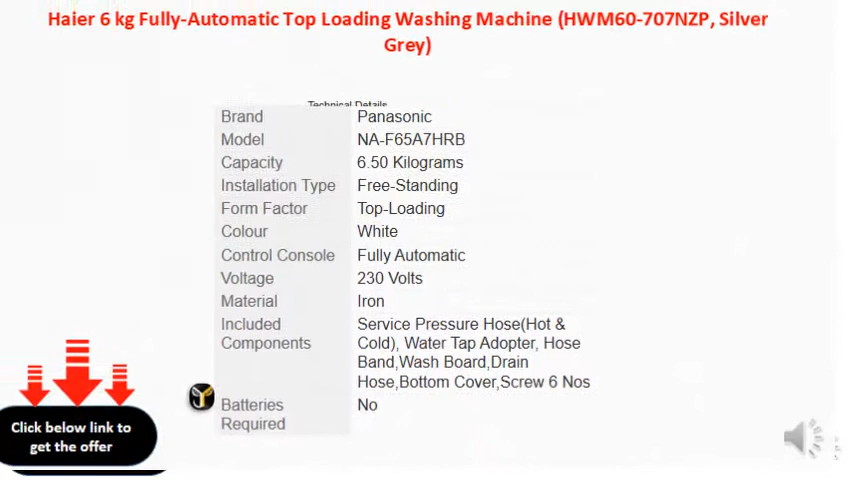 Haier 6 kg Fully-Automatic Top Loading Washing Machine (HWM60-707NZP, Silver
Grey)
Technical Details
Brand Panasonic
Model NA-F65A7HRB
Capacity 6.50 Kilograms
Installation Type Free-Standing
Form Factor Top-Loading
Colour White
Control Console Fully Automatic
Voltage 230 Volts
Material Iron
Included Service Pressure Hose(Hot &
Components Cold), Water Tap Adopter, Hose
Band,Wash Board,Drain
Hose,Bottom Cover,Screw 6 Nos
Batteries No
Required
Click below link to
get the offer